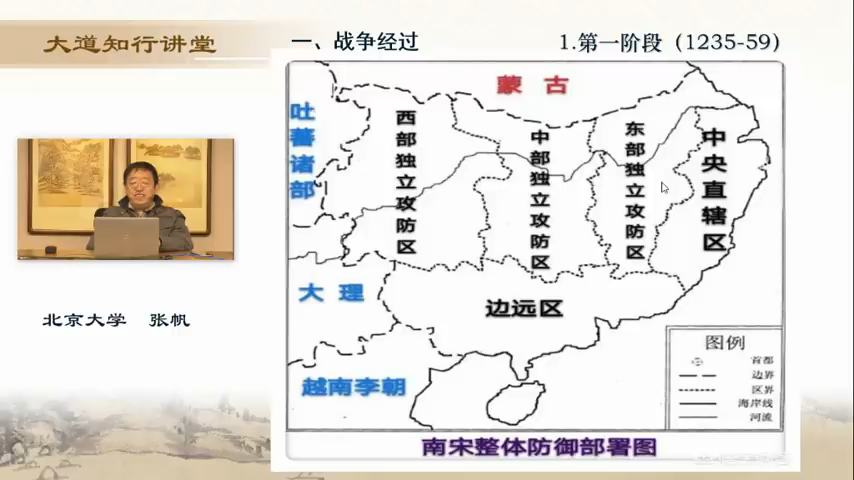 大道知行讲堂
一、战争经过
1.第一阶段（1235-59）
蒙 古
吐蕃诸部
西部独立攻防区
中部独立攻防区
东部独立攻防区
中央直辖区
大 理
边远区
越南李朝
图例
首都
边界
区界
海岸线
河流
南宋整体防御部署图
北京大学 张帆